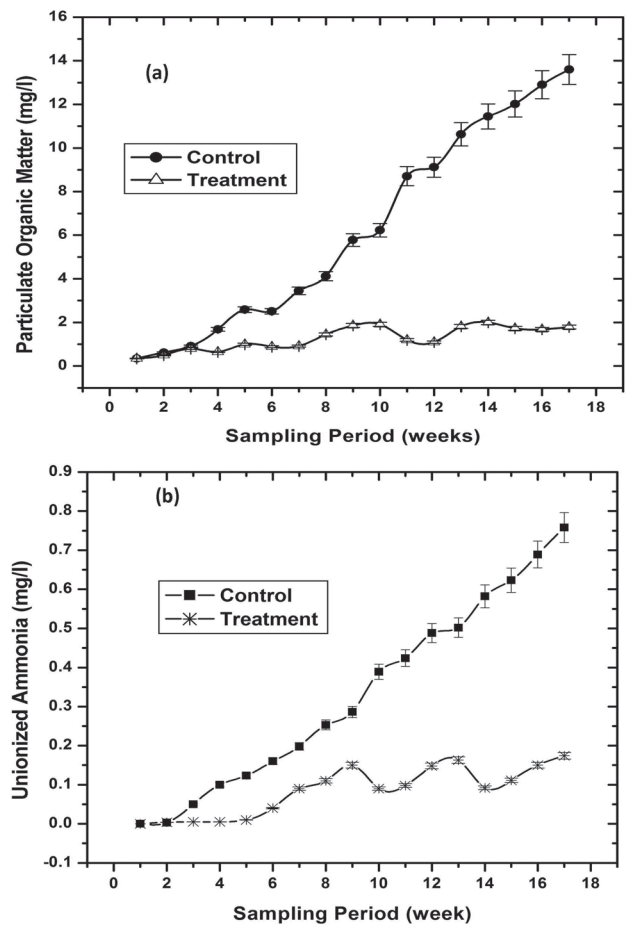 16
14
12
10
8
6
4
2
0
Particulate Organic Matter (mg/l)
(a)
Control
Treatment
0 2 4 6 8 10 12 14 16 18
Sampling Period (weeks)
0.9
0.8
0.7
0.6
0.5
0.4
0.3
0.2
0.1
0.0
-0.1
Unionized Ammonia (mg/l)
(b)
Control
Treatment
0 2 4 6 8 10 12 14 16 18
Sampling Period (week)